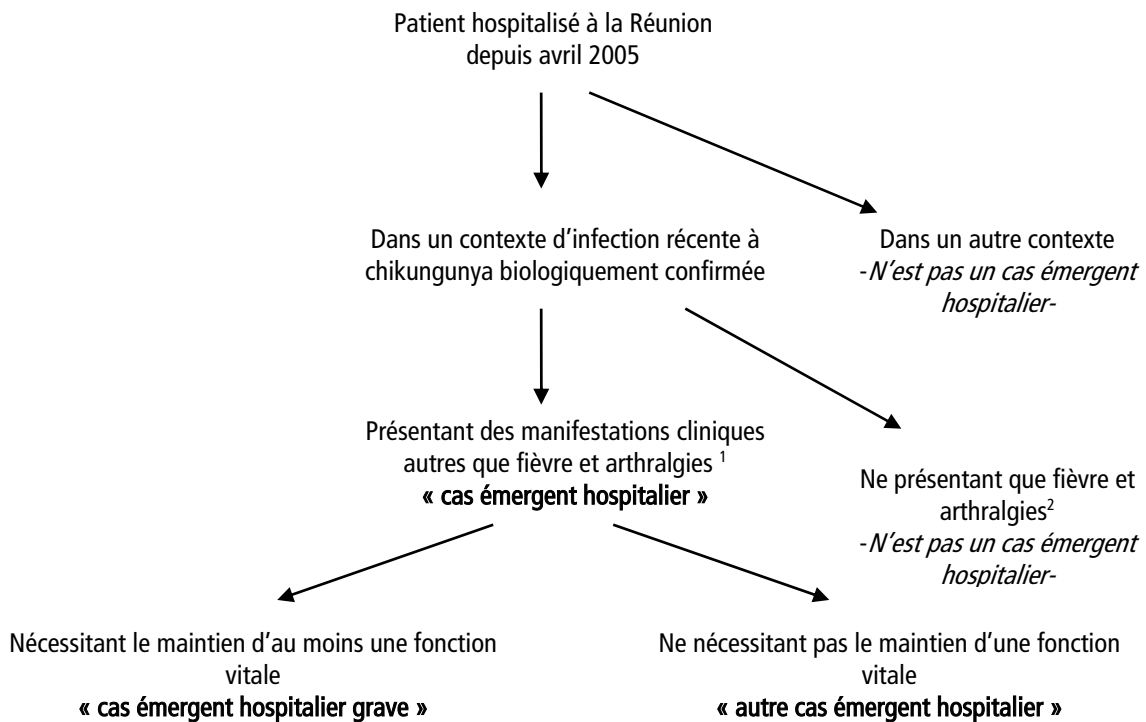 Patient hospitalisé à la Réunion
depuis avril 2005
Dans un contexte d'infection récente à
chikungunya biologiquement confirmée
Dans un autre contexte
-N'est pas un cas émergent
hospitalier-
Présentant des manifestations cliniques
autres que fièvre et arthralgies ¹
« cas émergent hospitalier »
Ne présentant que fièvre et
arthralgies²
-N'est pas un cas émergent
hospitalier-
Nécessitant le maintien d'au moins une fonction
vitale
« cas émergent hospitalier grave »
Ne nécessitant pas le maintien d'une fonction
vitale
« autre cas émergent hospitalier »